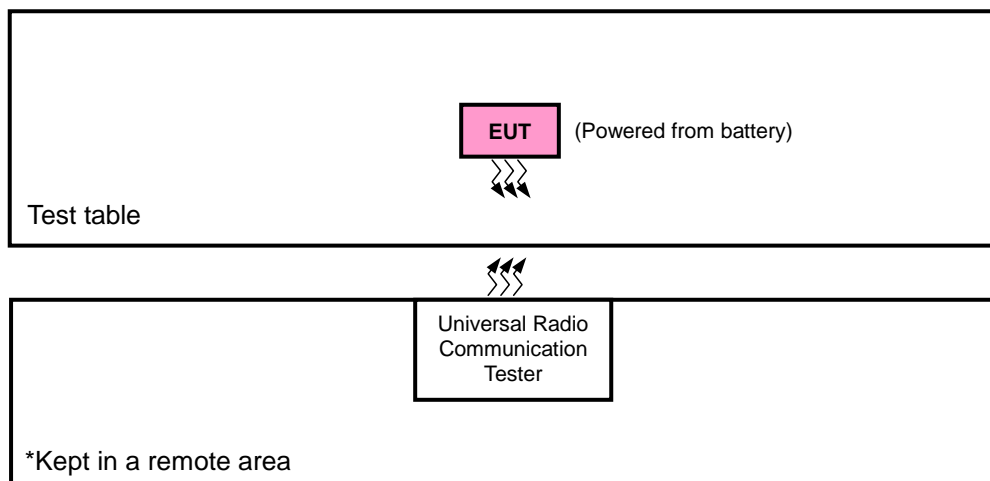 EUT
(Powered from battery)
Test table
Universal Radio
Communication
Tester
*Kept in a remote area